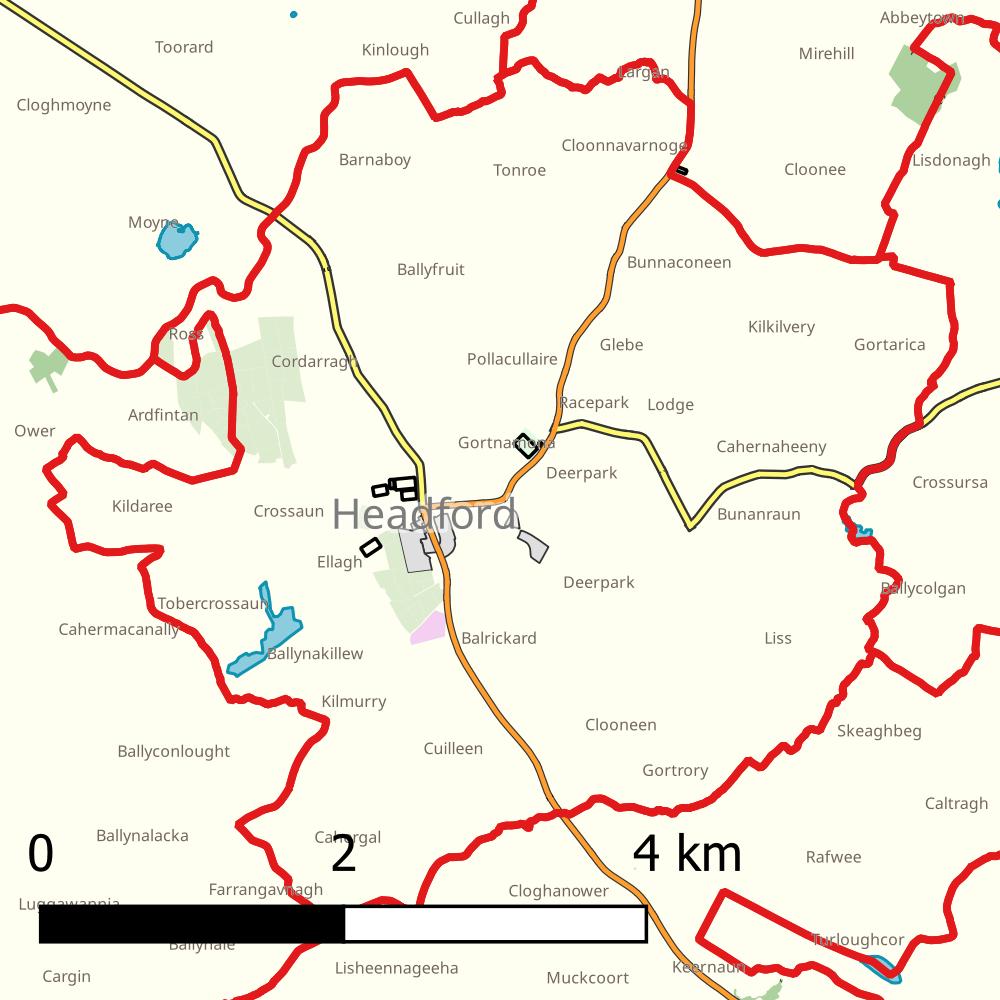 Cullagh
Abbeytown
Toorard
Kinlough
Mirehill
Largan
Cloghmoyne
Cloonnavarnoge
Barnaboy
Tonroe
Cloonee
Lisdonagh
Moyne
Ballyfruit
Bunnaconeen
Kilkilvery
Ross
Glebe
Gortarica
Cordarragh
Pollacullaire
Racepark
Lodge
Ardfintan
Ower
Gortnamona
Cahernaheeny
Deerpark
Crossursa
Kildaree
Crossaun
Headford
Bunanraun
Ellagh
Deerpark
Ballycolgan
Tobercrossaun
Cahermacanally
Balrickard
Liss
Ballynakillew
Kilmurry
Clooneen
Skeaghbeg
Ballyconlought
Cuilleen
Gortrory
Caltragh
Ballynalacka
Cahergal
0 2 4 km
Rafwee
Farrangavnagh
Cloghanower
Luggawannia
Ballyhale
Turloughcor
Cargin
Lisheennageeha
Muckcoort
Keernaun